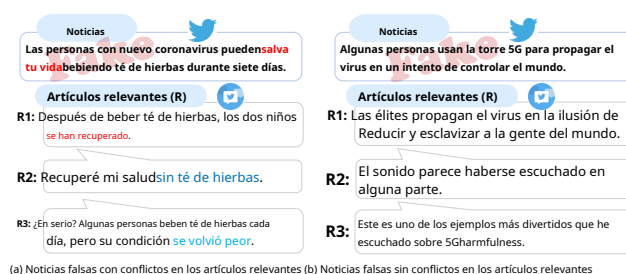 Noticias
Las personas con nuevo coronavirus puedensalva
tu vidabebiendo té de hierbas durante siete días.
Fake
Artículos relevantes (R)
R1: Después de beber té de hierbas, los dos niños
se han recuperado.
R2: Recuperé mi saludsin té de hierbas.
R3: ¿En serio? Algunas personas beben té de hierbas cada
día, pero su condición se volvió peor.
(a) Noticias falsas con conflictos en los artículos relevantes
Noticias
Algunas personas usan la torre 5G para propagar el
virus en un intento de controlar el mundo.
Fake
Artículos relevantes (R)
R1: Las élites propagan el virus en la ilusión de
Reducir y esclavizar a la gente del mundo.
R2: El sonido parece haberse escuchado en
alguna parte.
R3: Este es uno de los ejemplos más divertidos que he
escuchado sobre 5Gharmfulness.
(b) Noticias falsas sin conflictos en los artículos relevantes